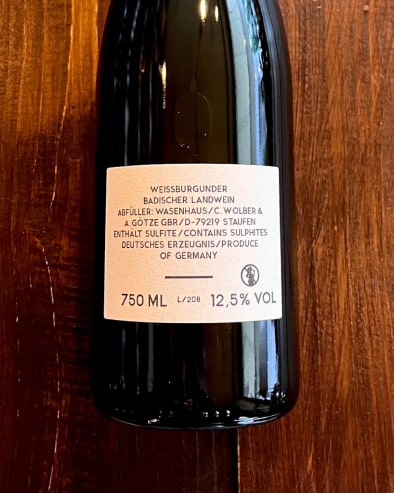 WEISSBURGUNDER
BADISCHER LANDWEIN
ABFÜLLER: WASENHAUS/C. WOLBER &
A. GÖTZE GBR/D-79219 STAUFEN
ENTHÄLT SULFITE/CONTAINS SULPHITES
DEUTSCHES ERZEUGNIS/PRODUCE
OF GERMANY
750 ML L/208 12,5% VOL